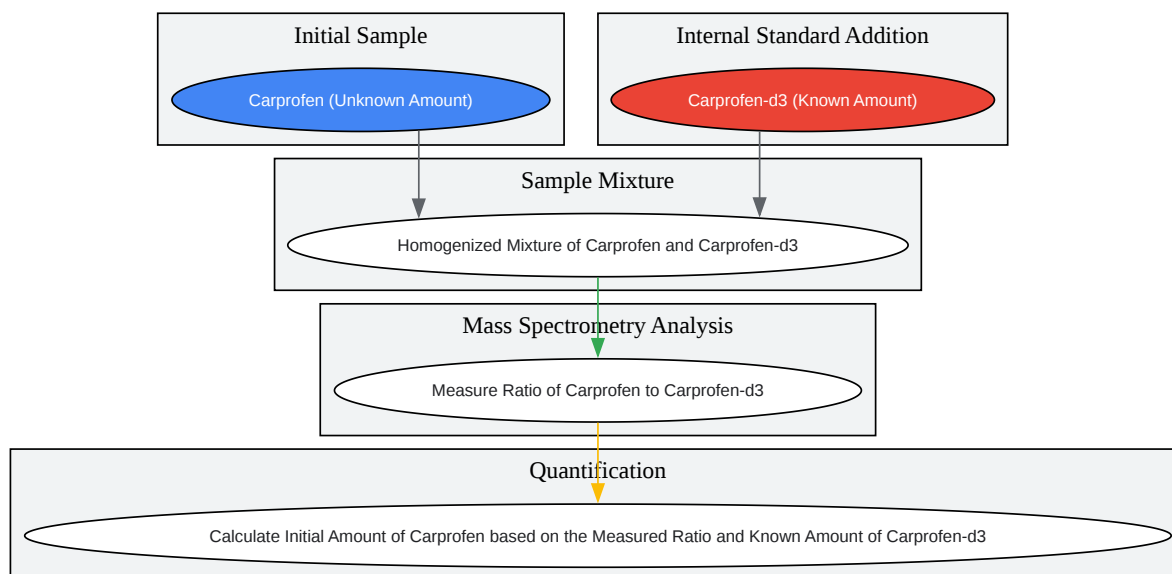 Initial Sample
Internal Standard Addition
Carprofen (Unknown Amount)
Carprofen-d3 (Known Amount)
Sample Mixture
Homogenized Mixture of Carprofen and Carprofen-d3
Mass Spectrometry Analysis
Measure Ratio of Carprofen to Carprofen-d3
Quantification
Calculate Initial Amount of Carprofen based on the Measured Ratio and Known Amount of Carprofen-d3